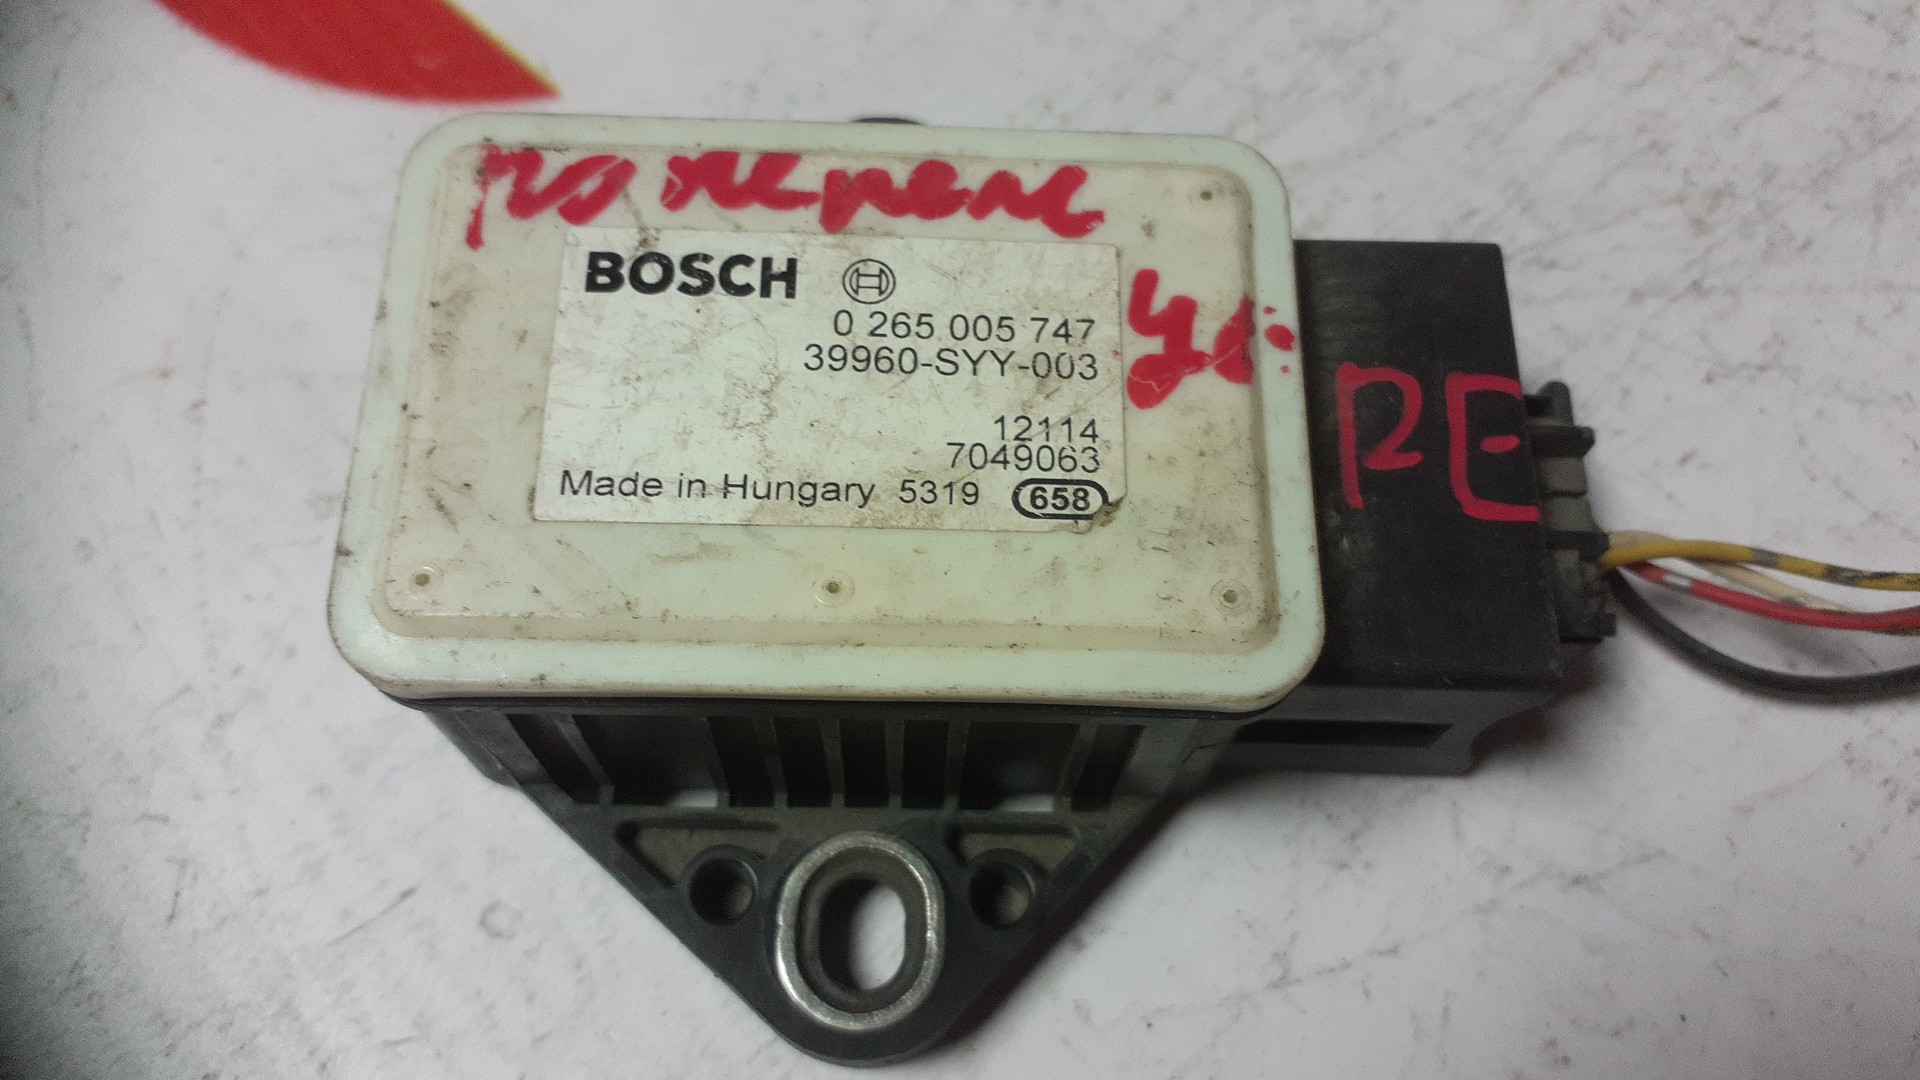 BOSCH
0 265 005 747
39960-SYY-003
12114
7049063
Made in Hungary 5319 658
PE